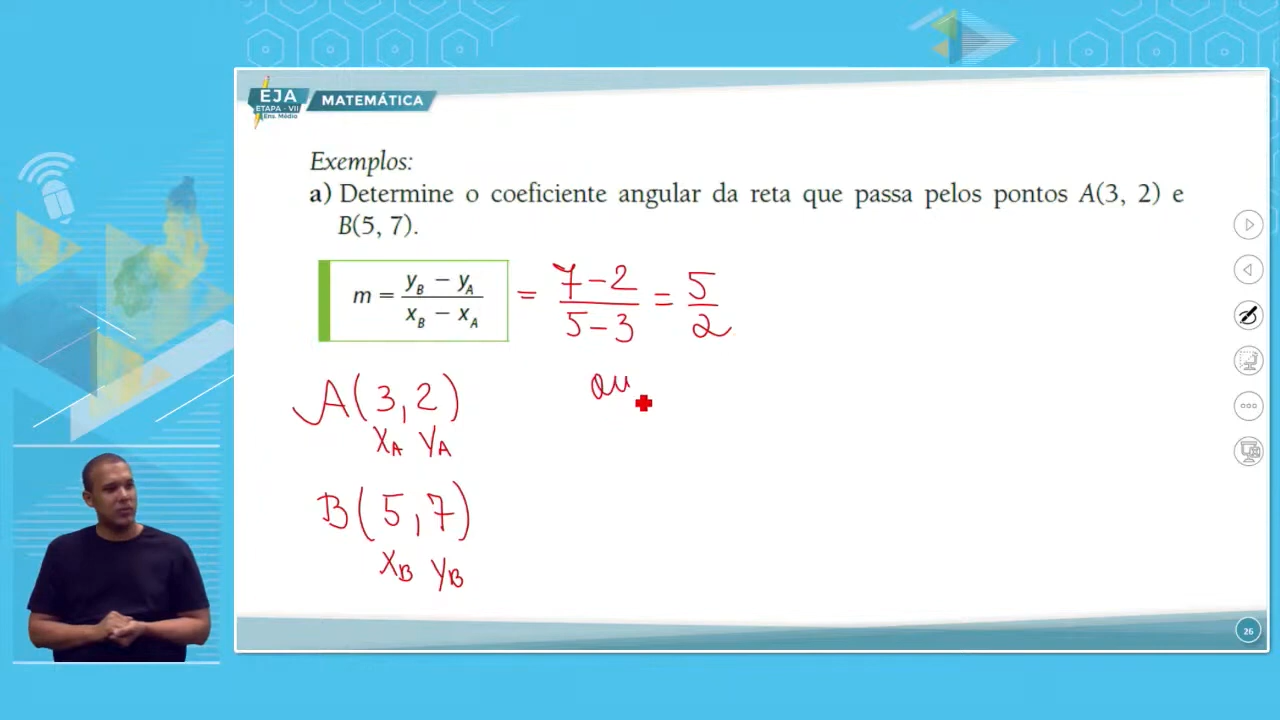 EJA
ETAPA - VII
Ens. Médio
MATEMÁTICA
Exemplos:
a) Determine o coeficiente angular da reta que passa pelos pontos A(3, 2) e
B(5, 7).
m = (y_B - y_A)/(x_B - x_A) = (7-2)/(5-3) = 5/2
ou
A(3,2)
x_A y_A
B(5,7)
x_B y_B
26